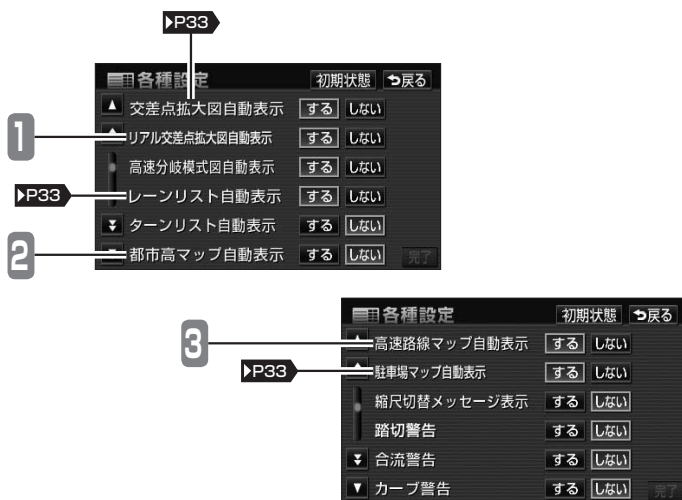 ▶P33
各種設定 初期状態 戻る
交差点拡大図自動表示 する しない
1
リアル交差点拡大図自動表示 する しない
高速分岐模式図自動表示 する しない
▶P33
レーンリスト自動表示 する しない
ターンリスト自動表示 する しない
2
都市高マップ自動表示 する しない 完了
各種設定 初期状態 戻る
3
高速路線マップ自動表示 する しない
▶P33
駐車場マップ自動表示 する しない
縮尺切替メッセージ表示 する しない
踏切警告 する しない
合流警告 する しない
カーブ警告 する しない 完了